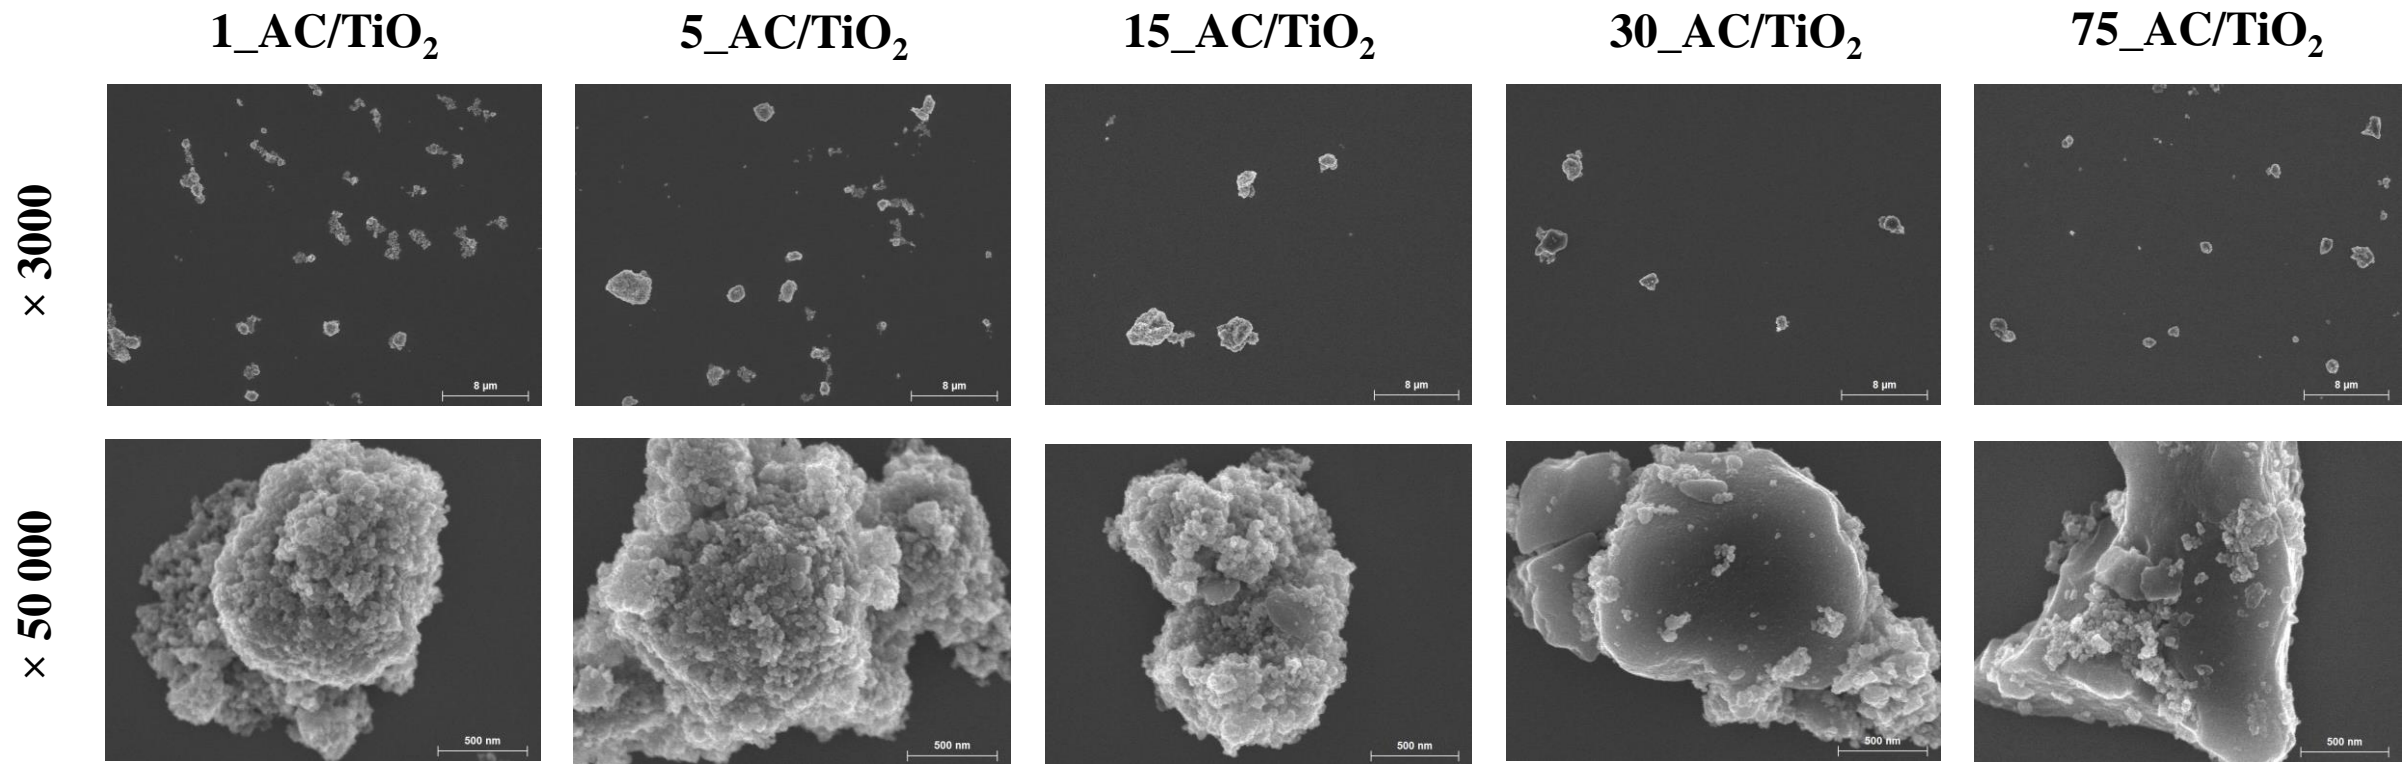 1_AC/TiO₂ 5_AC/TiO₂ 15_AC/TiO₂ 30_AC/TiO₂ 75_AC/TiO₂
× 3000
8 µm 8 µm 8 µm 8 µm 8 µm
× 50 000
500 nm 500 nm 500 nm 500 nm 500 nm